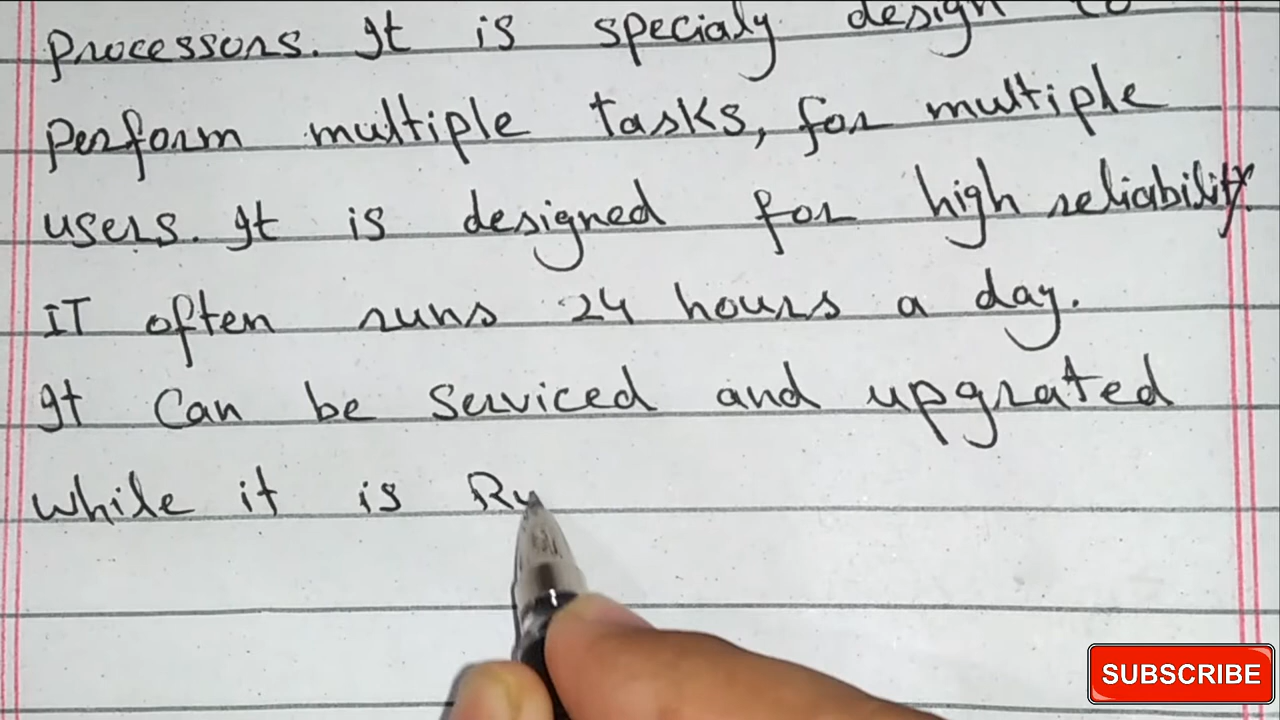 processors. It is specialy design to
Perform multiple tasks, for multiple
users. It is designed for high reliability.
IT often runs 24 hours a day.
It Can be serviced and upgrated
while it is Ru
SUBSCRIBE